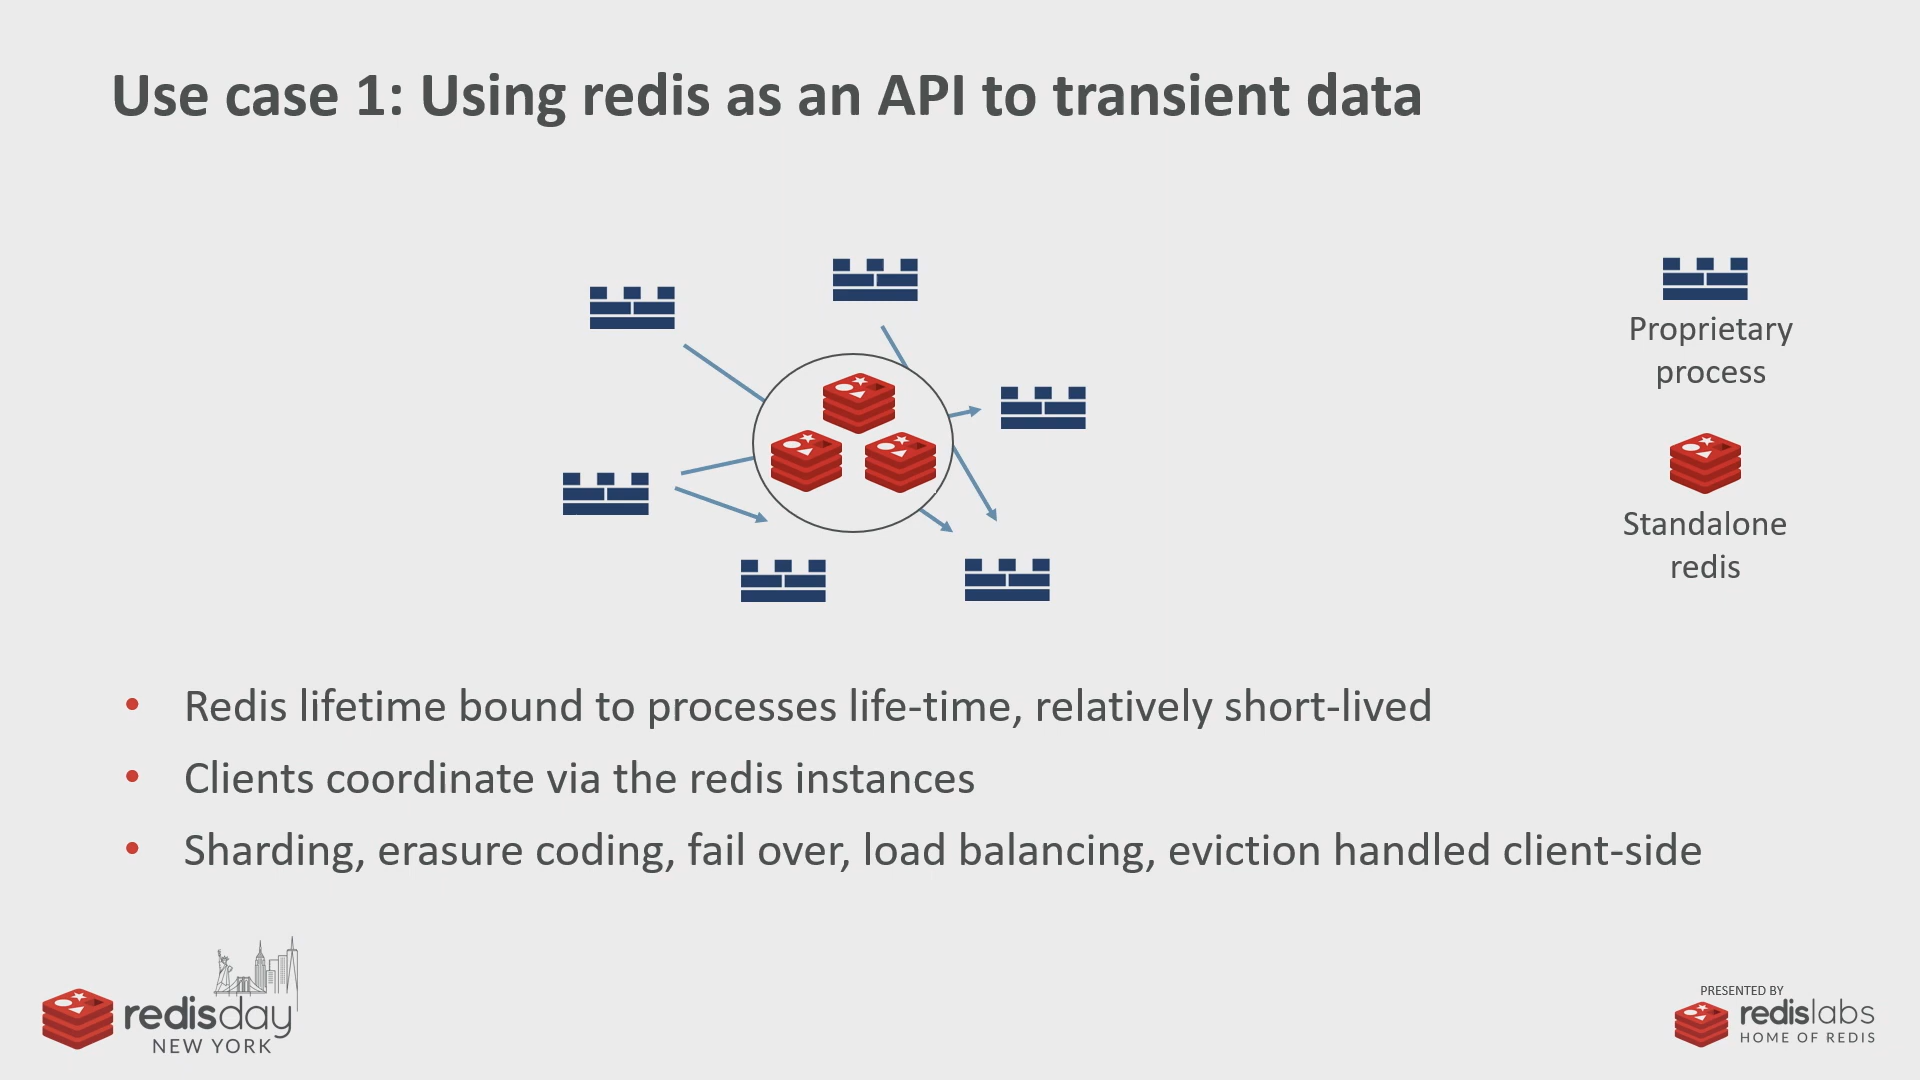 Use case 1: Using redis as an API to transient data
Proprietary
process
Standalone
redis
• Redis lifetime bound to processes life-time, relatively short-lived
• Clients coordinate via the redis instances
• Sharding, erasure coding, fail over, load balancing, eviction handled client-side
redisday
NEW YORK
PRESENTED BY
redislabs
HOME OF REDIS